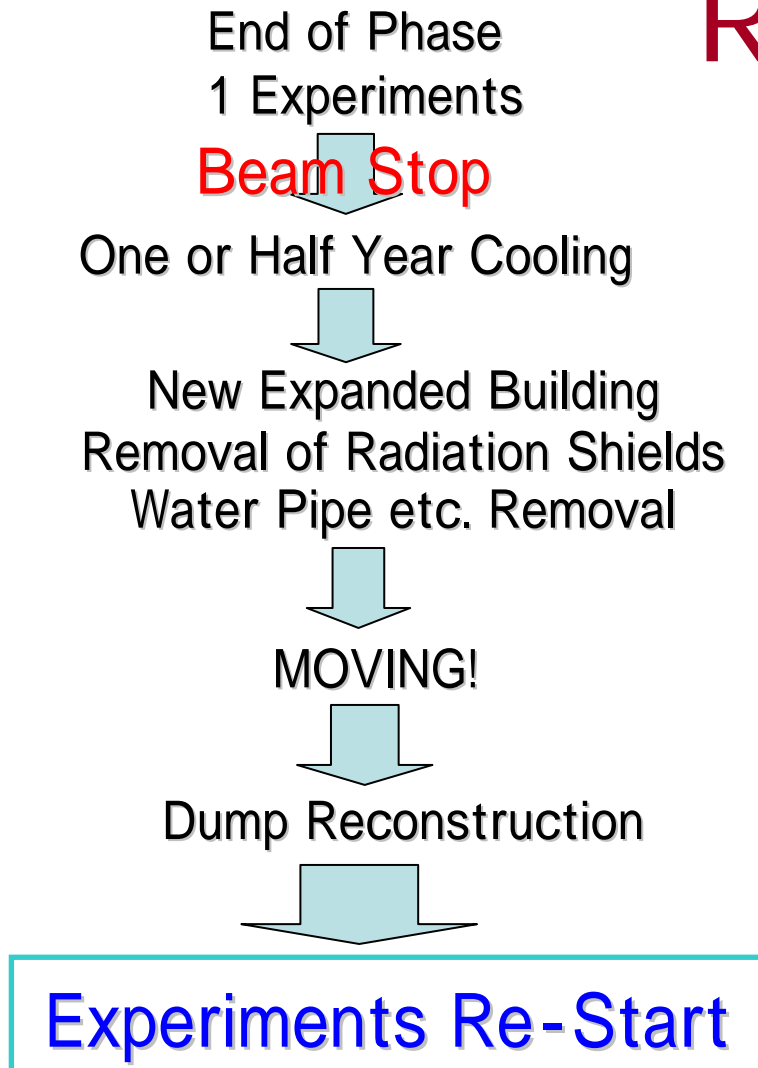 End of Phase
1 Experiments
R
Beam Stop
One or Half Year Cooling
New Expanded Building
Removal of Radiation Shields
Water Pipe etc. Removal
MOVING!
Dump Reconstruction
Experiments Re-Start